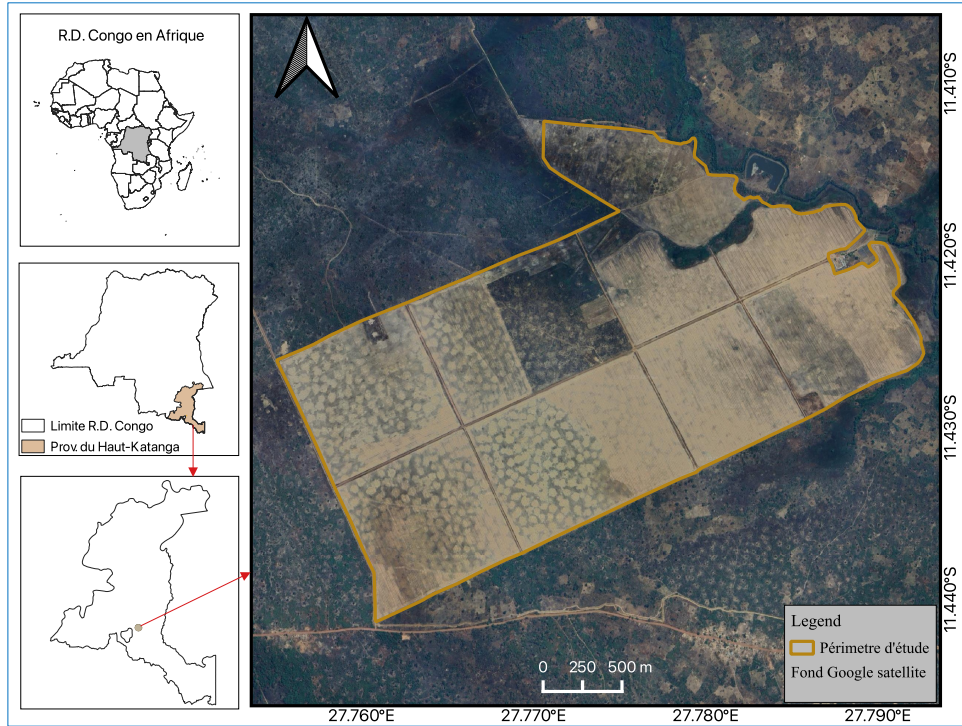 R.D. Congo en Afrique
Limite R.D. Congo
Prov. du Haut-Katanga
11.410°S
11.420°S
11.430°S
11.440°S
Legend
Périmetre d'étude
Fond Google satellite
0 250 500 m
27.760°E 27.770°E 27.780°E 27.790°E